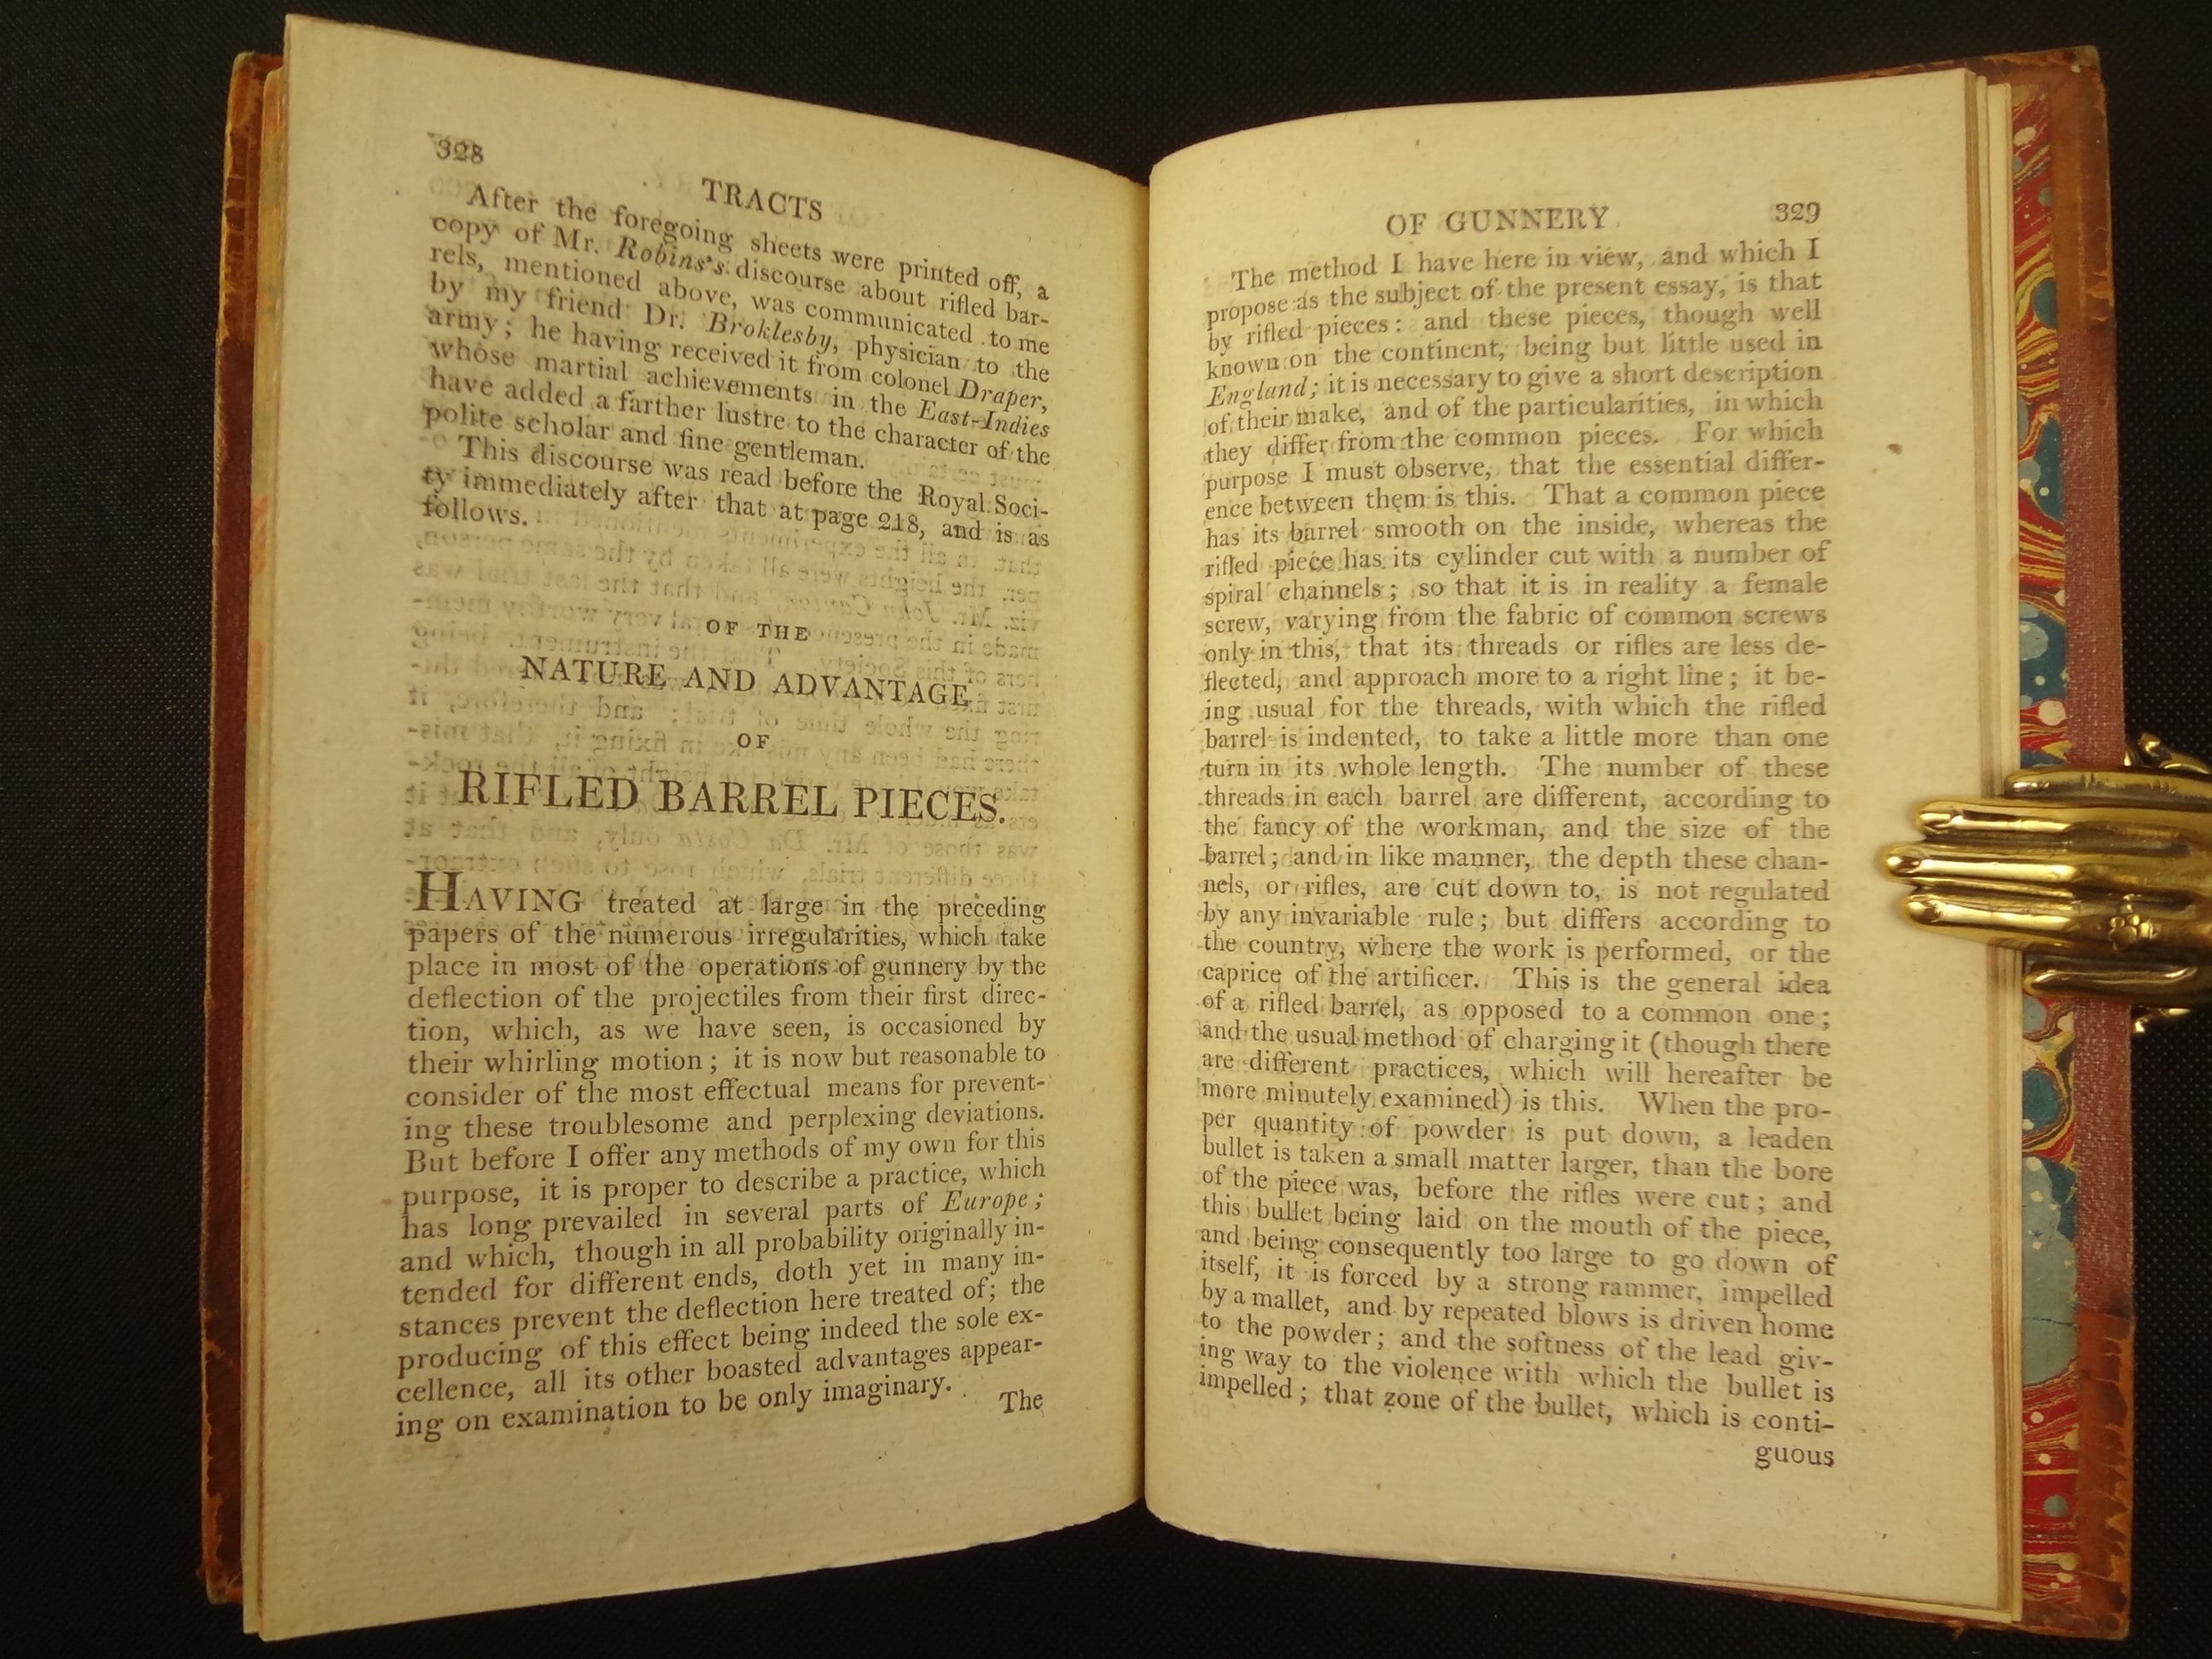 328
TRACTS
After the foregoing sheets were printed off, a
copy of Mr. Robins's discourse about rifled bar-
rels, mentioned above, was communicated to me
by my friend Dr. Broklesby, physician to the
army; he having received it from colonel Draper,
whose martial achievements in the East-Indies
have added a farther lustre to the character of the
polite scholar and fine gentleman.
This discourse was read before the Royal Soci-
ty immediately after that at page 218, and is as
follows.
OF THE
NATURE AND ADVANTAGE
OF
RIFLED BARREL PIECES.
HAVING treated at large in the preceding
papers of the numerous irregularities, which take
place in most of the operations of gunnery by the
deflection of the projectiles from their first direc-
tion, which, as we have seen, is occasioned by
their whirling motion; it is now but reasonable to
consider of the most effectual means for prevent-
ing these troublesome and perplexing deviations.
But before I offer any methods of my own for this
purpose, it is proper to describe a practice, which
has long prevailed in several parts of Europe;
and which, though in all probability originally in-
tended for different ends, doth yet in many in-
stances prevent the deflection here treated of; the
producing of this effect being indeed the sole ex-
cellence, all its other boasted advantages appear-
ing on examination to be only imaginary.
The
OF GUNNERY 329
The method I have here in view, and which I
propose as the subject of the present essay, is that
by rifled pieces: and these pieces, though well
known on the continent, being but little used in
England; it is necessary to give a short description
of their make, and of the particularities, in which
they differ from the common pieces. For which
purpose I must observe, that the essential differ-
ence between them is this. That a common piece
has its barrel smooth on the inside, whereas the
rifled piece has its cylinder cut with a number of
spiral channels; so that it is in reality a female
screw, varying from the fabric of common screws
only in this, that its threads or rifles are less de-
flected, and approach more to a right line; it be-
ing usual for the threads, with which the rifled
barrel is indented, to take a little more than one
turn in its whole length. The number of these
threads in each barrel are different, according to
the fancy of the workman, and the size of the
barrel; and in like manner, the depth these chan-
nels, or rifles, are cut down to, is not regulated
by any invariable rule; but differs according to
the country, where the work is performed, or the
caprice of the artificer. This is the general idea
of a rifled barrel, as opposed to a common one;
and the usual method of charging it (though there
are different practices, which will hereafter be
more minutely examined) is this. When the pro-
per quantity of powder is put down, a leaden
bullet is taken a small matter larger, than the bore
of the piece was, before the rifles were cut; and
this bullet being laid on the mouth of the piece,
and being consequently too large to go down of
itself, it is forced by a strong rammer, impelled
by a mallet, and by repeated blows is driven home
to the powder; and the softness of the lead giv-
ing way to the violence with which the bullet is
impelled; that zone of the bullet, which is conti-
guous